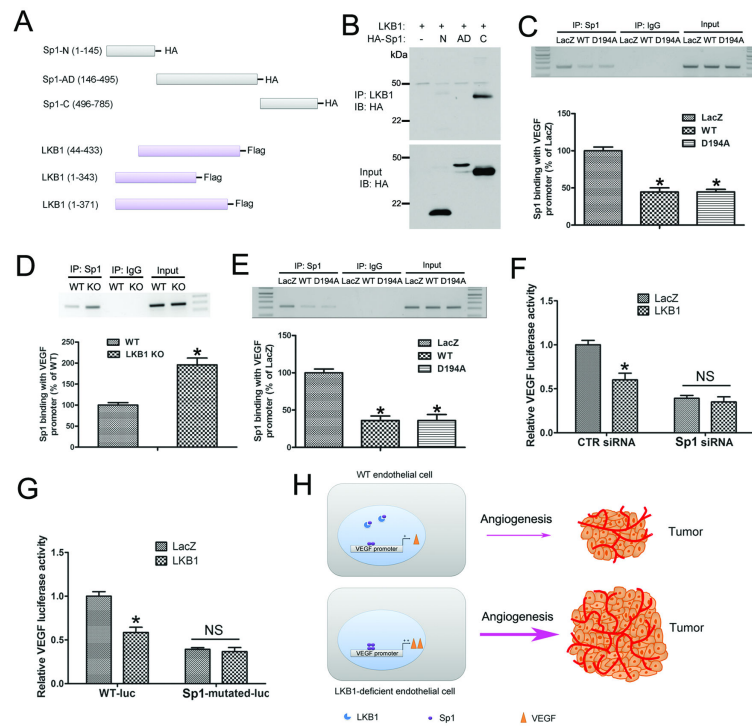 A
Sp1-N (1-145)
HA
Sp1-AD (146-495)
HA
Sp1-C (496-785)
HA
LKB1 (44-433)
Flag
LKB1 (1-343)
Flag
LKB1 (1-371)
Flag
B
LKB1: + + + +
HA-Sp1: - N AD C
kDa
50
IP: LKB1
IB: HA
22
50
Input
IB: HA
22
C
IP: Sp1 IP: IgG Input
LacZ WT D194A LacZ WT D194A LacZ WT D194A
Sp1 binding with VEGF
promoter (% of LacZ)
100
50
0
LacZ
WT
D194A
* *
D
IP: Sp1 IP: IgG Input
WT KO WT KO WT KO
Sp1 binding with VEGF
promoter (% of WT)
300
250
200
150
100
50
0
WT
LKB1 KO
*
E
IP: Sp1 IP: IgG Input
LacZ WT D194A LacZ WT D194A LacZ WT D194A
Sp1 binding with VEGF
promoter (% of LacZ)
150
100
50
0
LacZ
WT
D194A
* *
F
Relative VEGF luciferase activity
2.0
1.5
1.0
0.5
0.0
LacZ
LKB1
*
NS
CTR siRNA Sp1 siRNA
G
Relative VEGF luciferase activity
2.0
1.5
1.0
0.5
0.0
LacZ
LKB1
*
NS
WT-luc Sp1-mutated-luc
H
WT endothelial cell
VEGF promoter
Angiogenesis
Tumor
VEGF promoter
Angiogenesis
Tumor
LKB1-deficient endothelial cell
LKB1 Sp1 VEGF